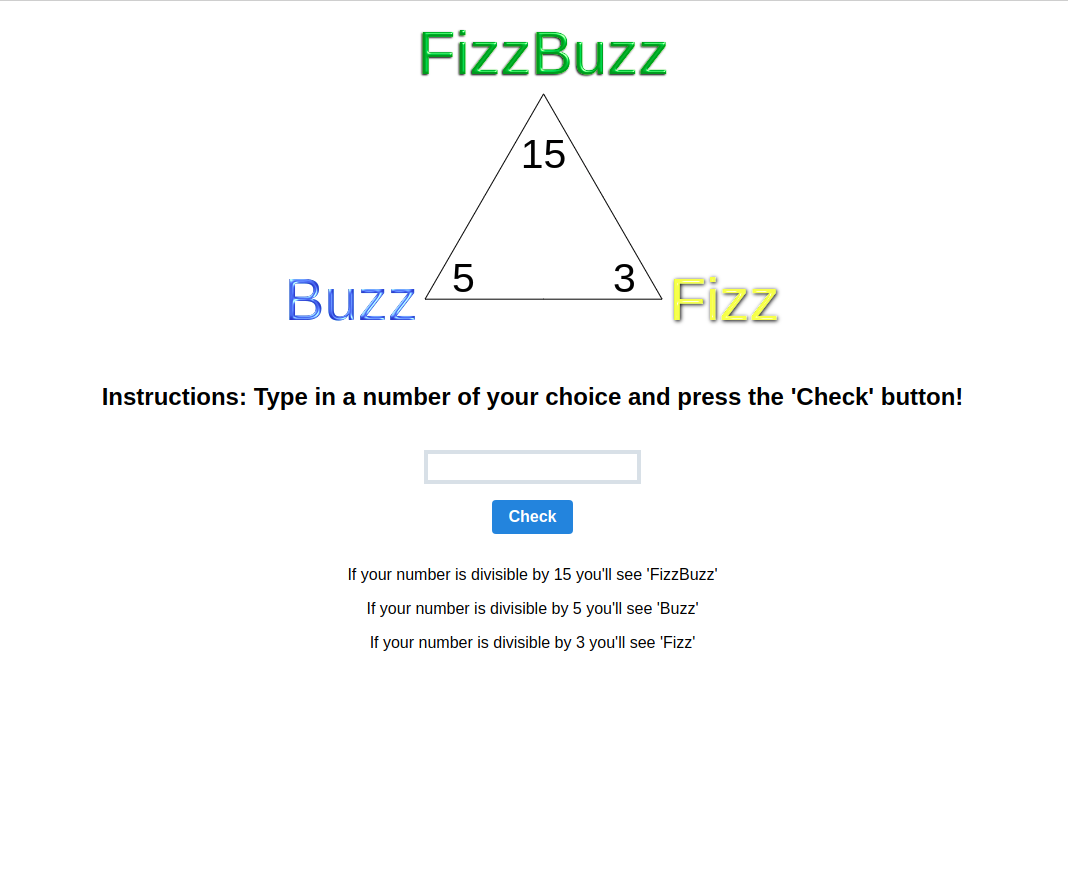 FizzBuzz
15
5 3
Buzz Fizz
Instructions: Type in a number of your choice and press the 'Check' button!
Check
If your number is divisible by 15 you'll see 'FizzBuzz'
If your number is divisible by 5 you'll see 'Buzz'
If your number is divisible by 3 you'll see 'Fizz'